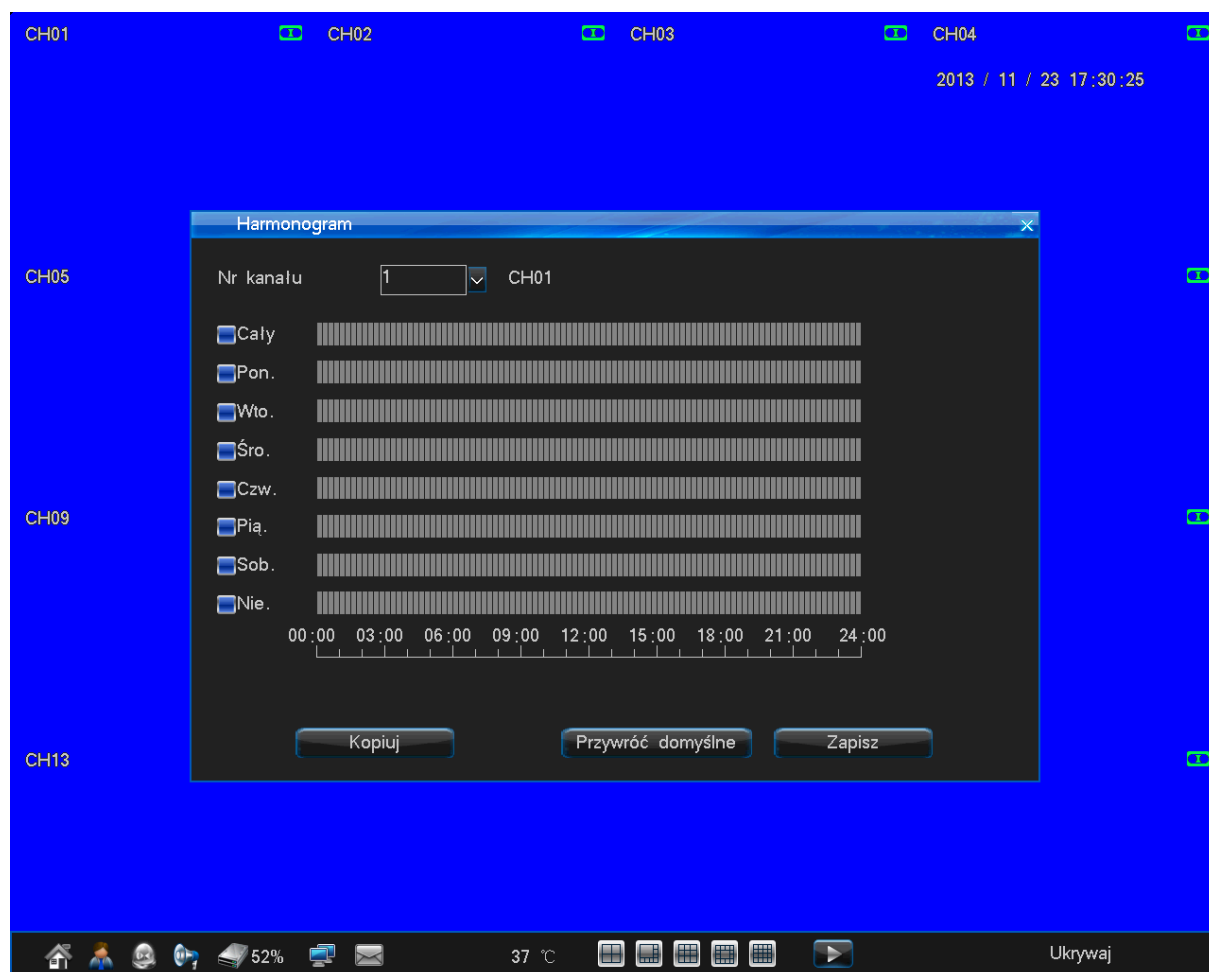 CH01 CH02 CH03 CH04
2013 / 11 / 23 17:30:25
Harmonogram
CH05
Nr kanału 1 CH01
Cały
Pon.
Wto.
Śro.
Czw.
CH09
Pią.
Sob.
Nie.
00:00 03:00 06:00 09:00 12:00 15:00 18:00 21:00 24:00
Kopiuj Przywróć domyślne Zapisz
CH13
52% 37 °C Ukrywaj